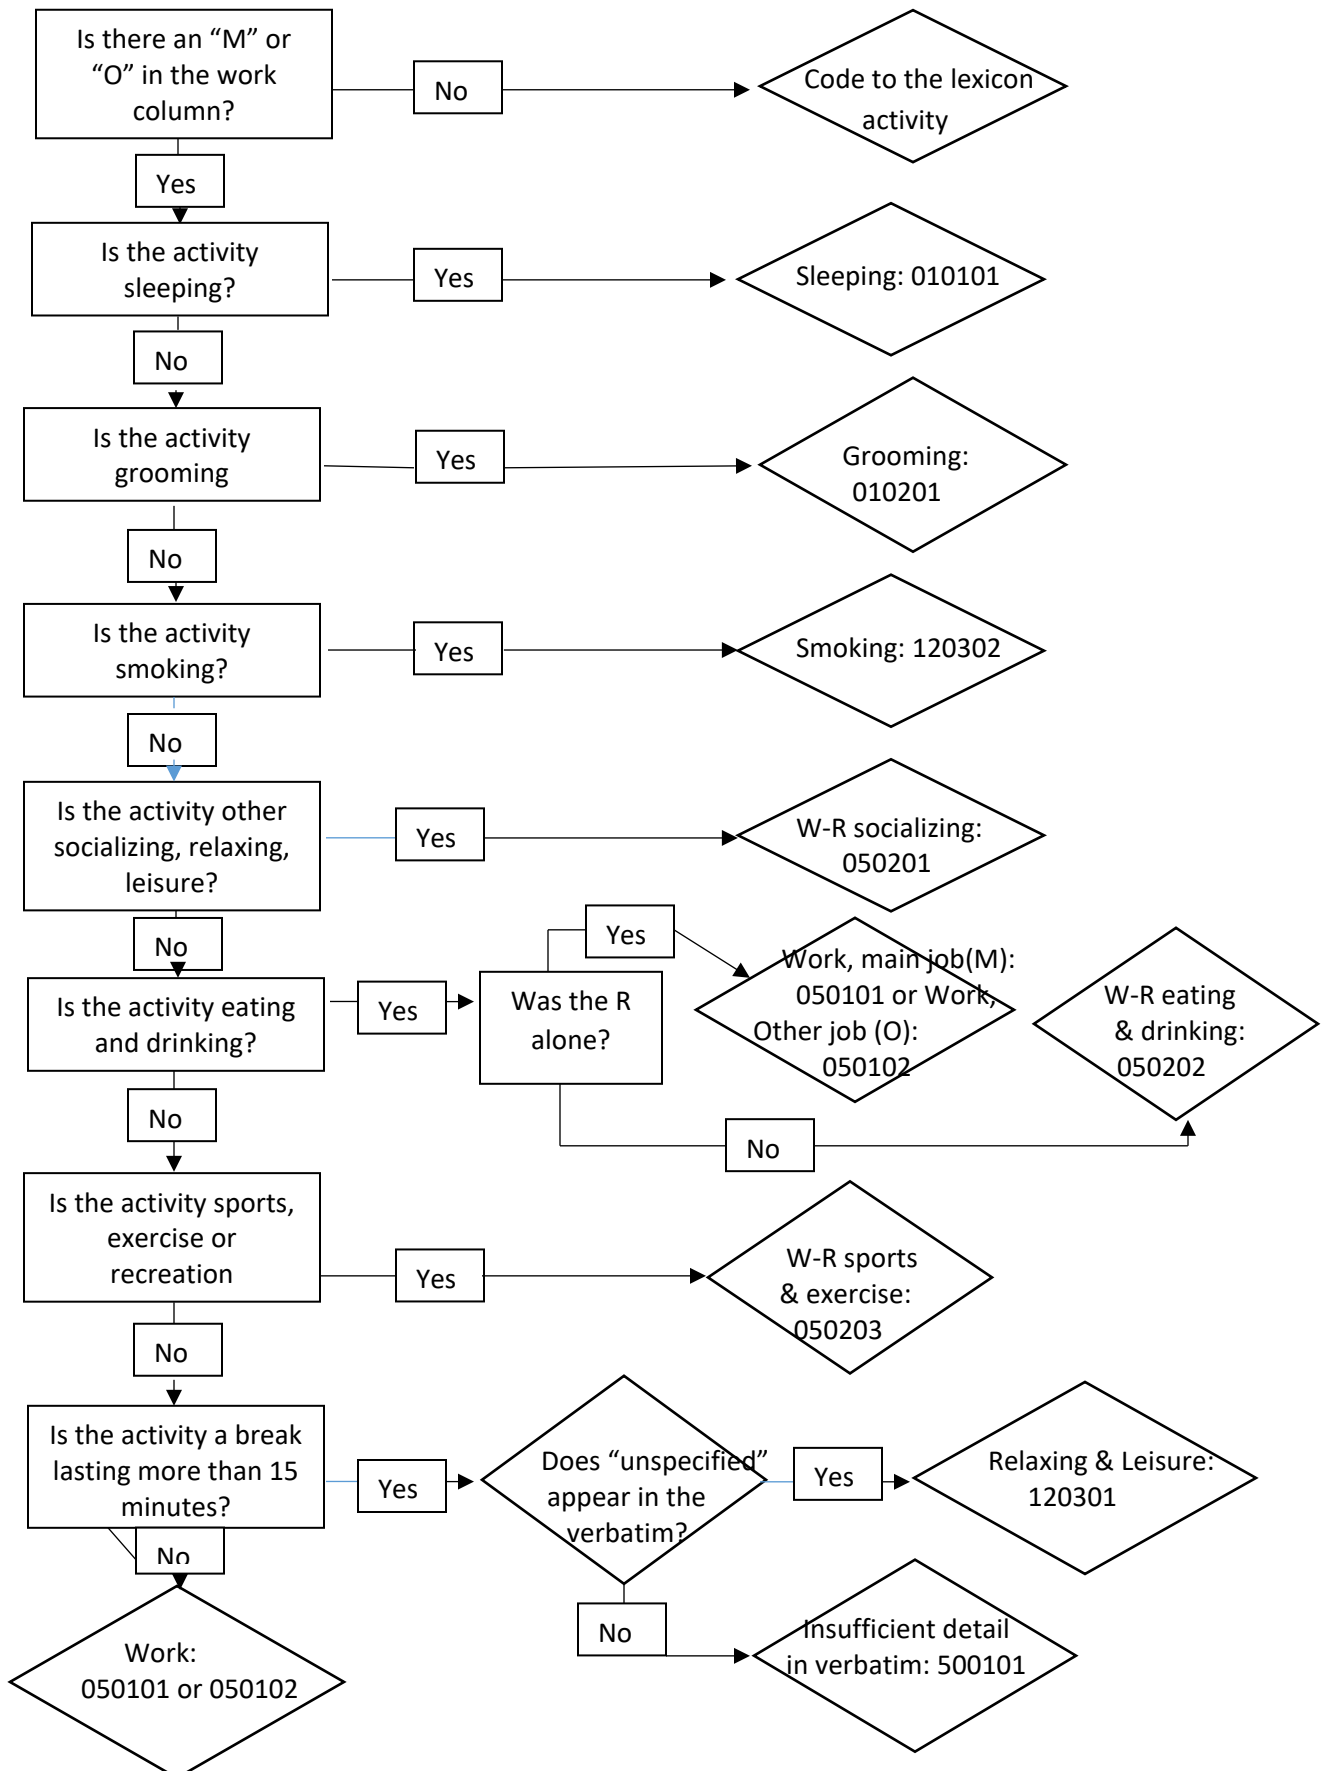 Is there an “M” or
“O” in the work
column?
No
Code to the lexicon
activity
Yes
Is the activity
sleeping?
Yes
Sleeping: 010101
No
Is the activity
grooming
Yes
Grooming:
010201
No
Is the activity
smoking?
Yes
Smoking: 120302
No
Is the activity other
socializing, relaxing,
leisure?
Yes
W-R socializing:
050201
No
Is the activity eating
and drinking?
Yes
Was the R
alone?
Yes
Work, main job(M):
050101 or Work,
Other job (O):
050102
W-R eating
& drinking:
050202
No
No
Is the activity sports,
exercise or
recreation
Yes
W-R sports
& exercise:
050203
No
Is the activity a break
lasting more than 15
minutes?
Yes
Does “unspecified”
appear in the
verbatim?
Yes
Relaxing & Leisure:
120301
No
No
Insufficient detail
in verbatim: 500101
Work:
050101 or 050102